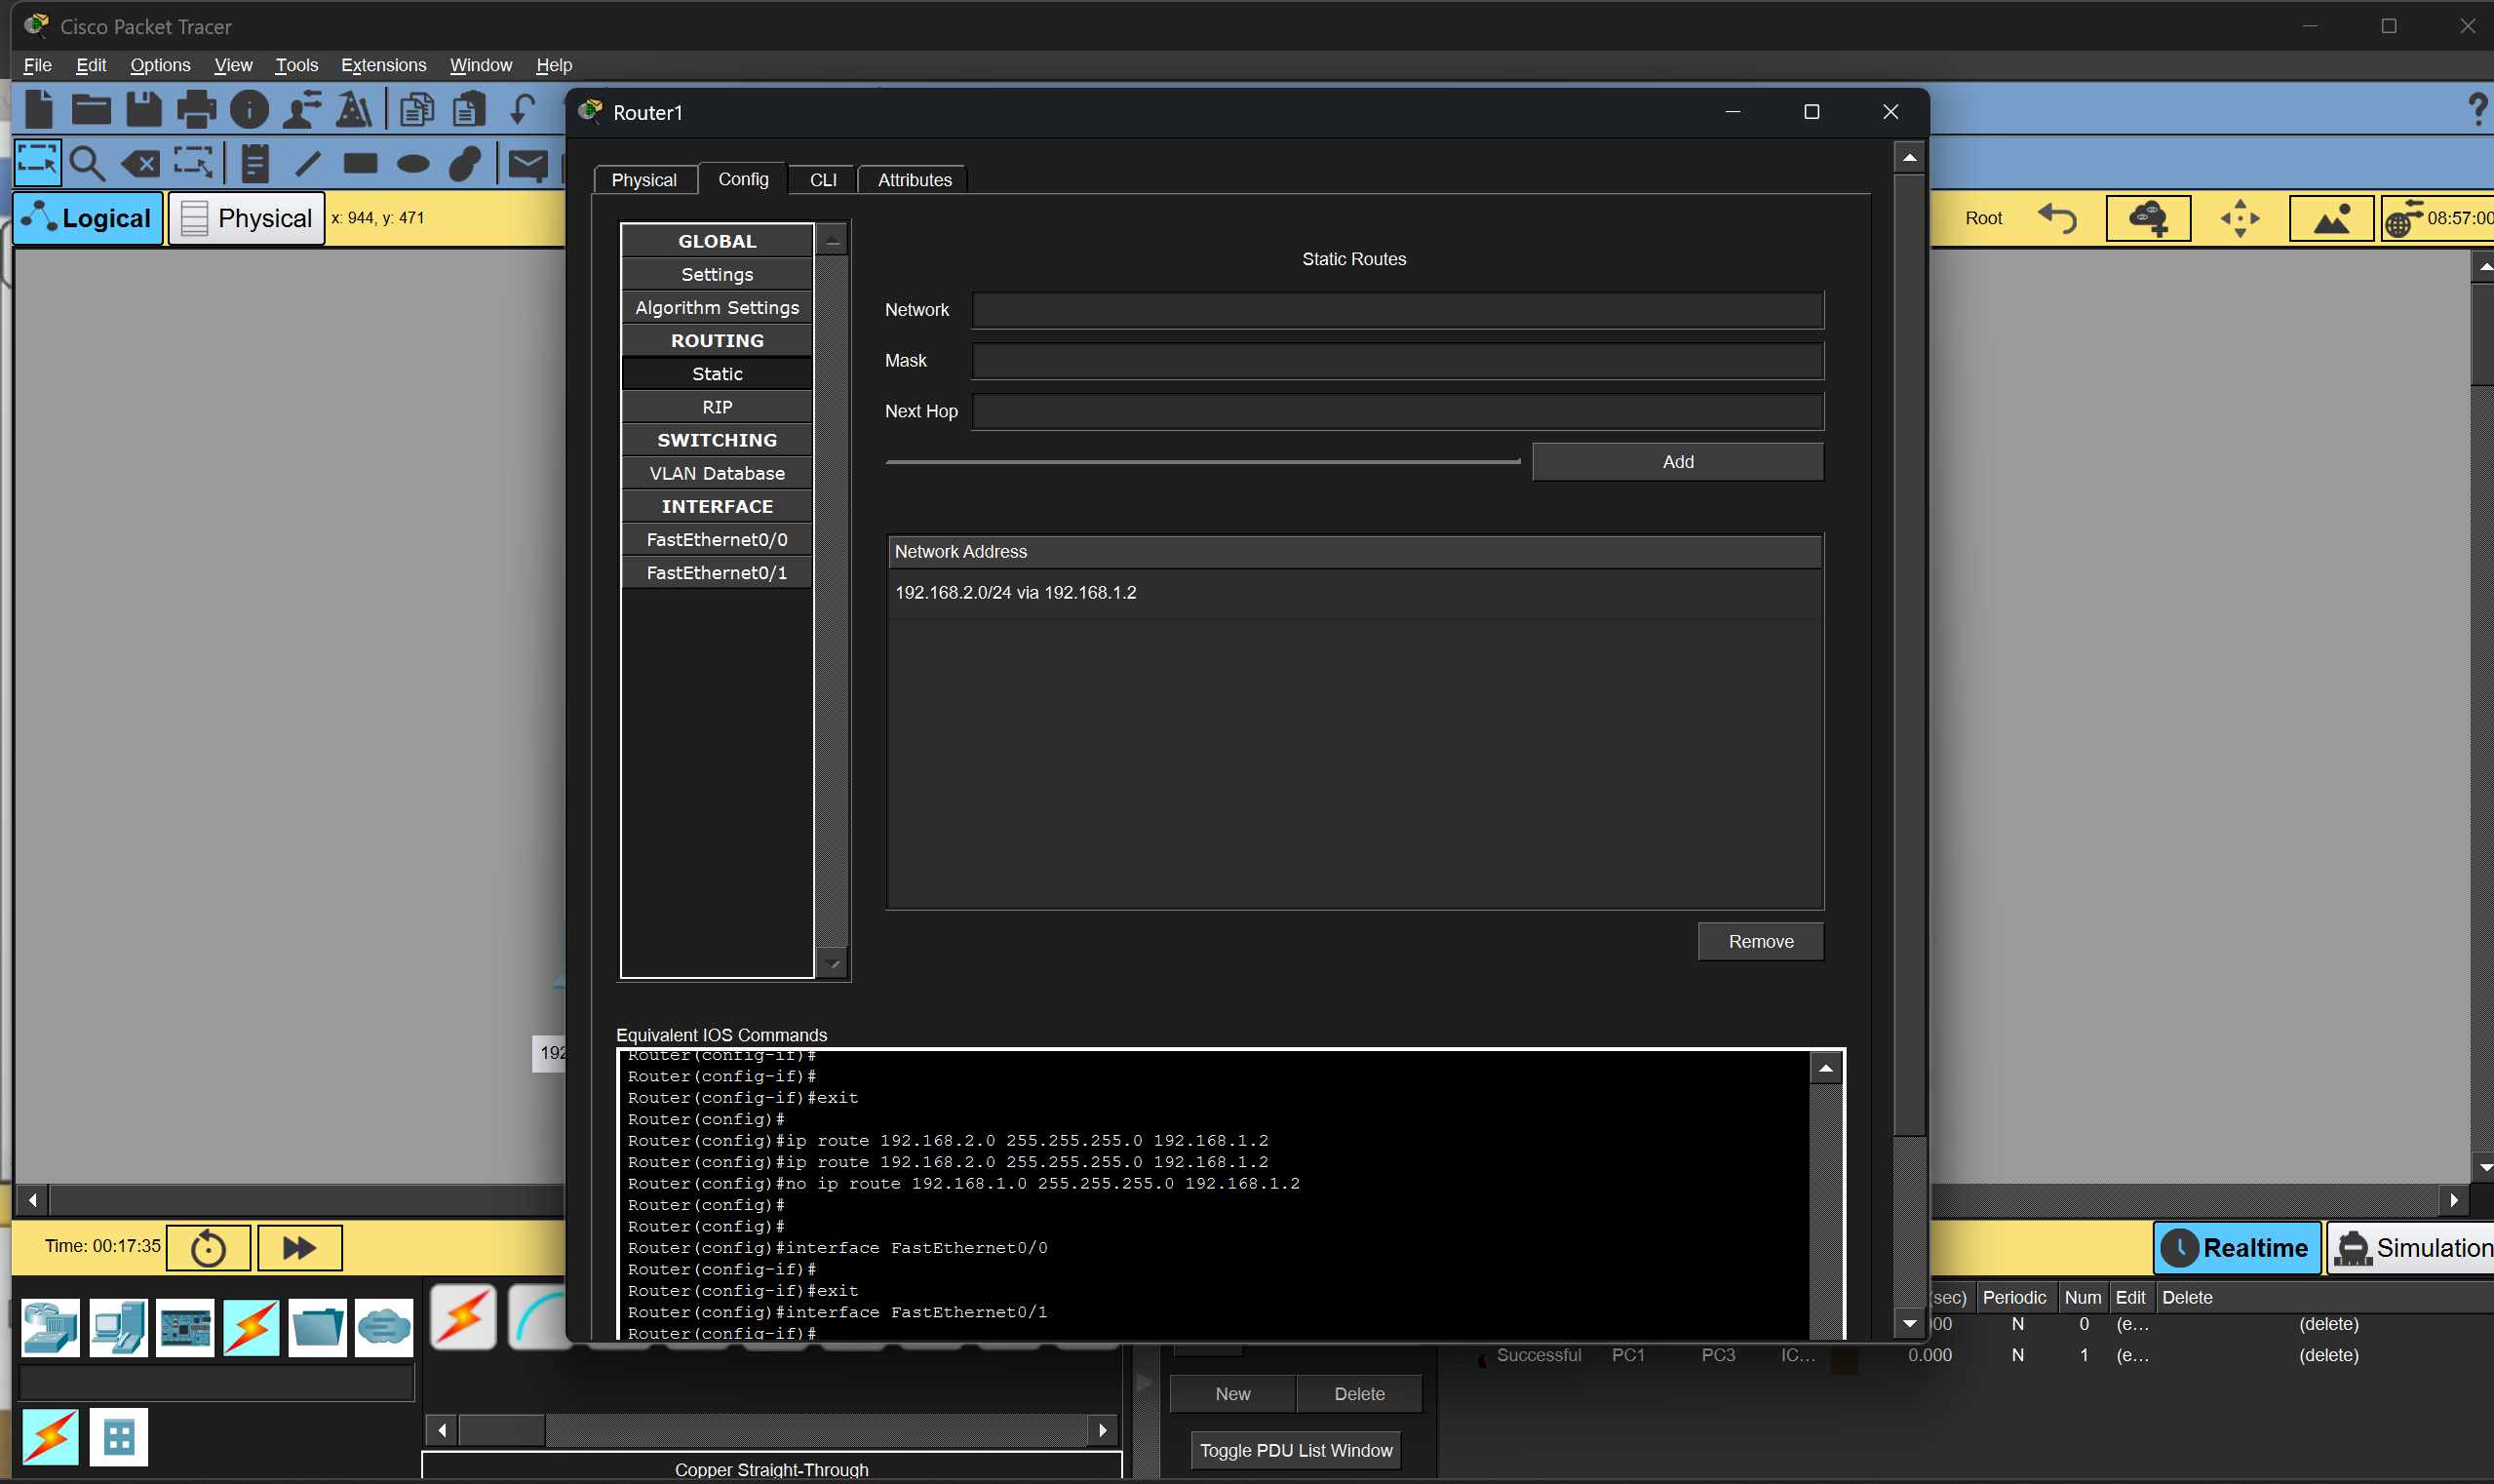 Cisco Packet Tracer
File Edit Options View Tools Extensions Window Help
Router1
Physical Config CLI Attributes
Logical Physical x: 944, y: 471
Root 08:57:00
GLOBAL
Settings
Algorithm Settings
ROUTING
Static
RIP
SWITCHING
VLAN Database
INTERFACE
FastEthernet0/0
FastEthernet0/1
Static Routes
Network
Mask
Next Hop
Add
Network Address
192.168.2.0/24 via 192.168.1.2
Remove
Equivalent IOS Commands
Router(config-if)#
Router(config-if)#
Router(config-if)#exit
Router(config)#
Router(config)#ip route 192.168.2.0 255.255.255.0 192.168.1.2
Router(config)#ip route 192.168.2.0 255.255.255.0 192.168.1.2
Router(config)#no ip route 192.168.1.0 255.255.255.0 192.168.1.2
Router(config)#
Router(config)#
Router(config)#interface FastEthernet0/0
Router(config-if)#
Router(config-if)#exit
Router(config)#interface FastEthernet0/1
Router(config-if)#
192
Time: 00:17:35
Realtime Simulation
(sec) Periodic Num Edit Delete
N 0 (e... (delete)
Successful PC1 PC3 IC... 0.000 N 1 (e... (delete)
New Delete
Toggle PDU List Window
Copper Straight-Through